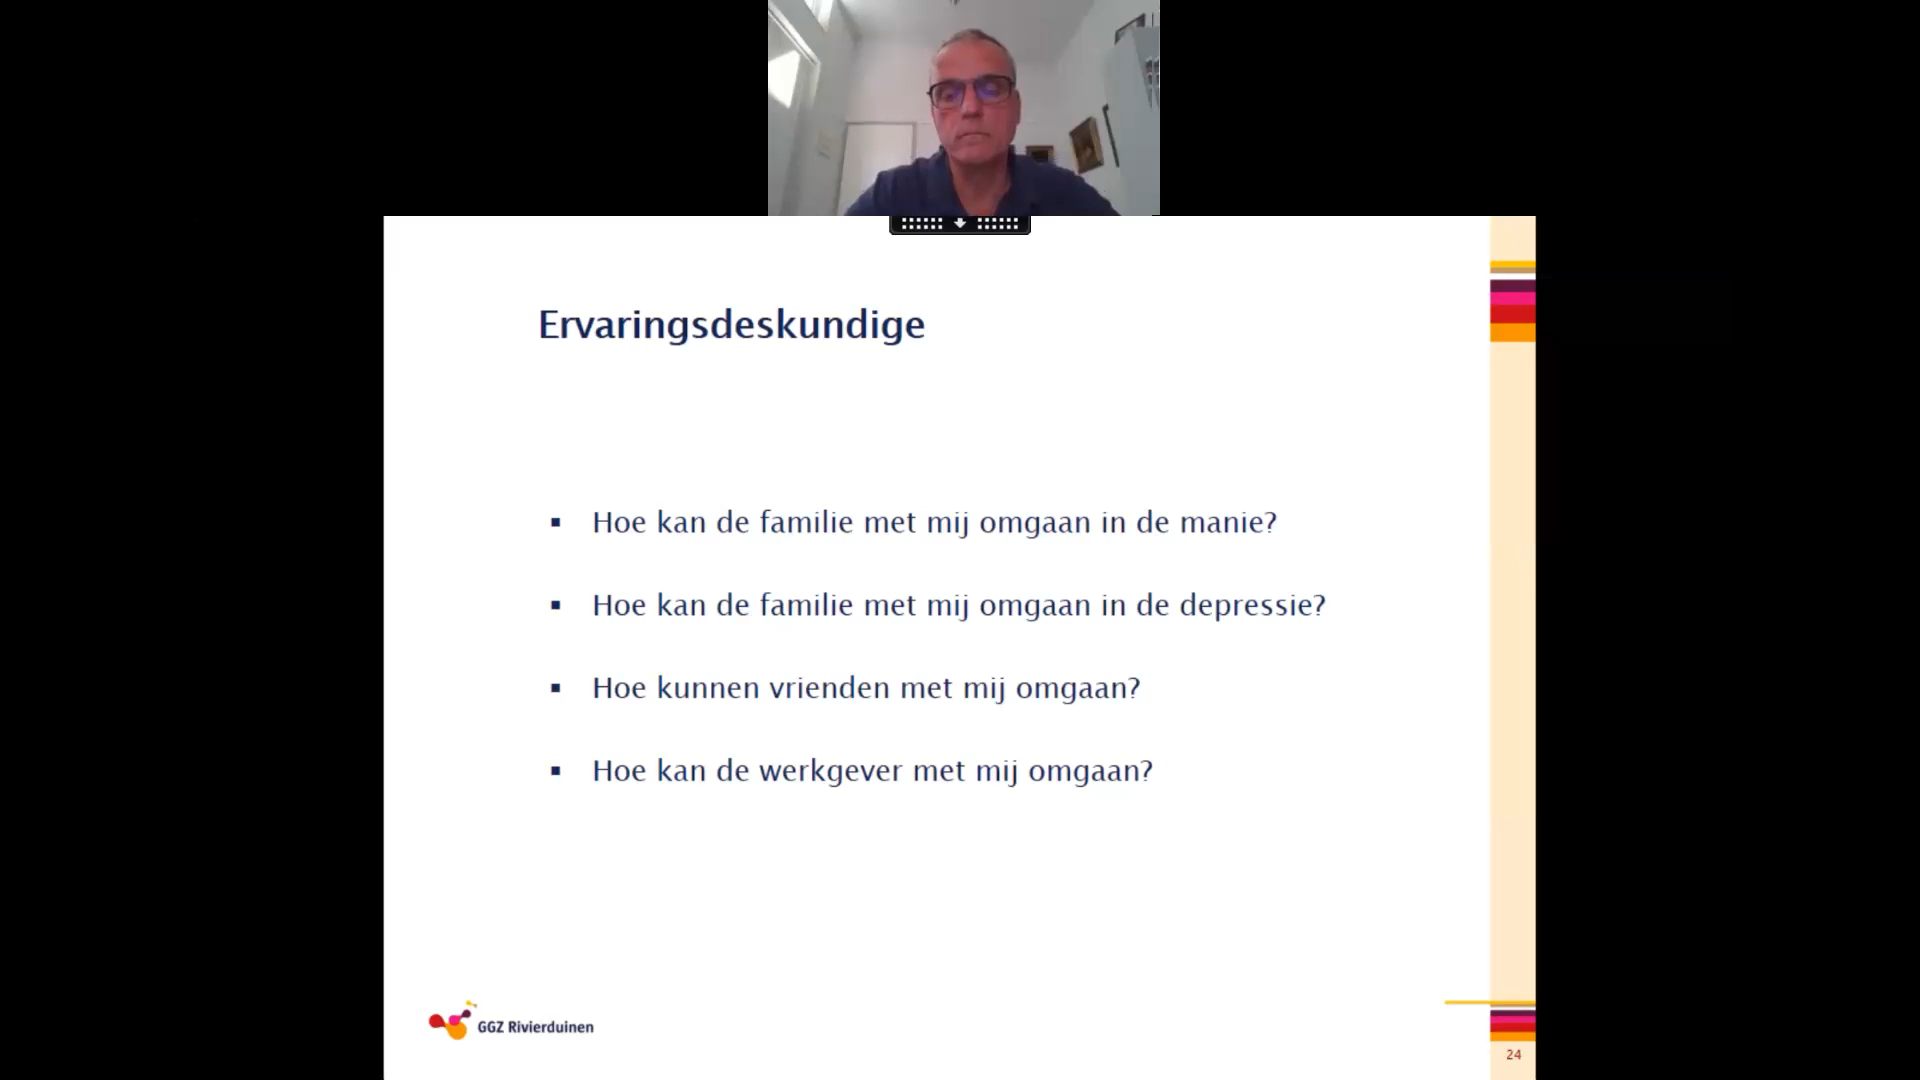 Ervaringsdeskundige
▪ Hoe kan de familie met mij omgaan in de manie?
▪ Hoe kan de familie met mij omgaan in de depressie?
▪ Hoe kunnen vrienden met mij omgaan?
▪ Hoe kan de werkgever met mij omgaan?
GGZ Rivierduinen
24